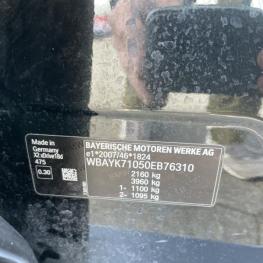 Made in
Germany
X2 xDrive18d
475
0.30
BAYERISCHE MOTOREN WERKE AG
e1*2007/46*1824
WBAYK71050EB76310
2160 kg
3960 kg
1- 1100 kg
2- 1095 kg